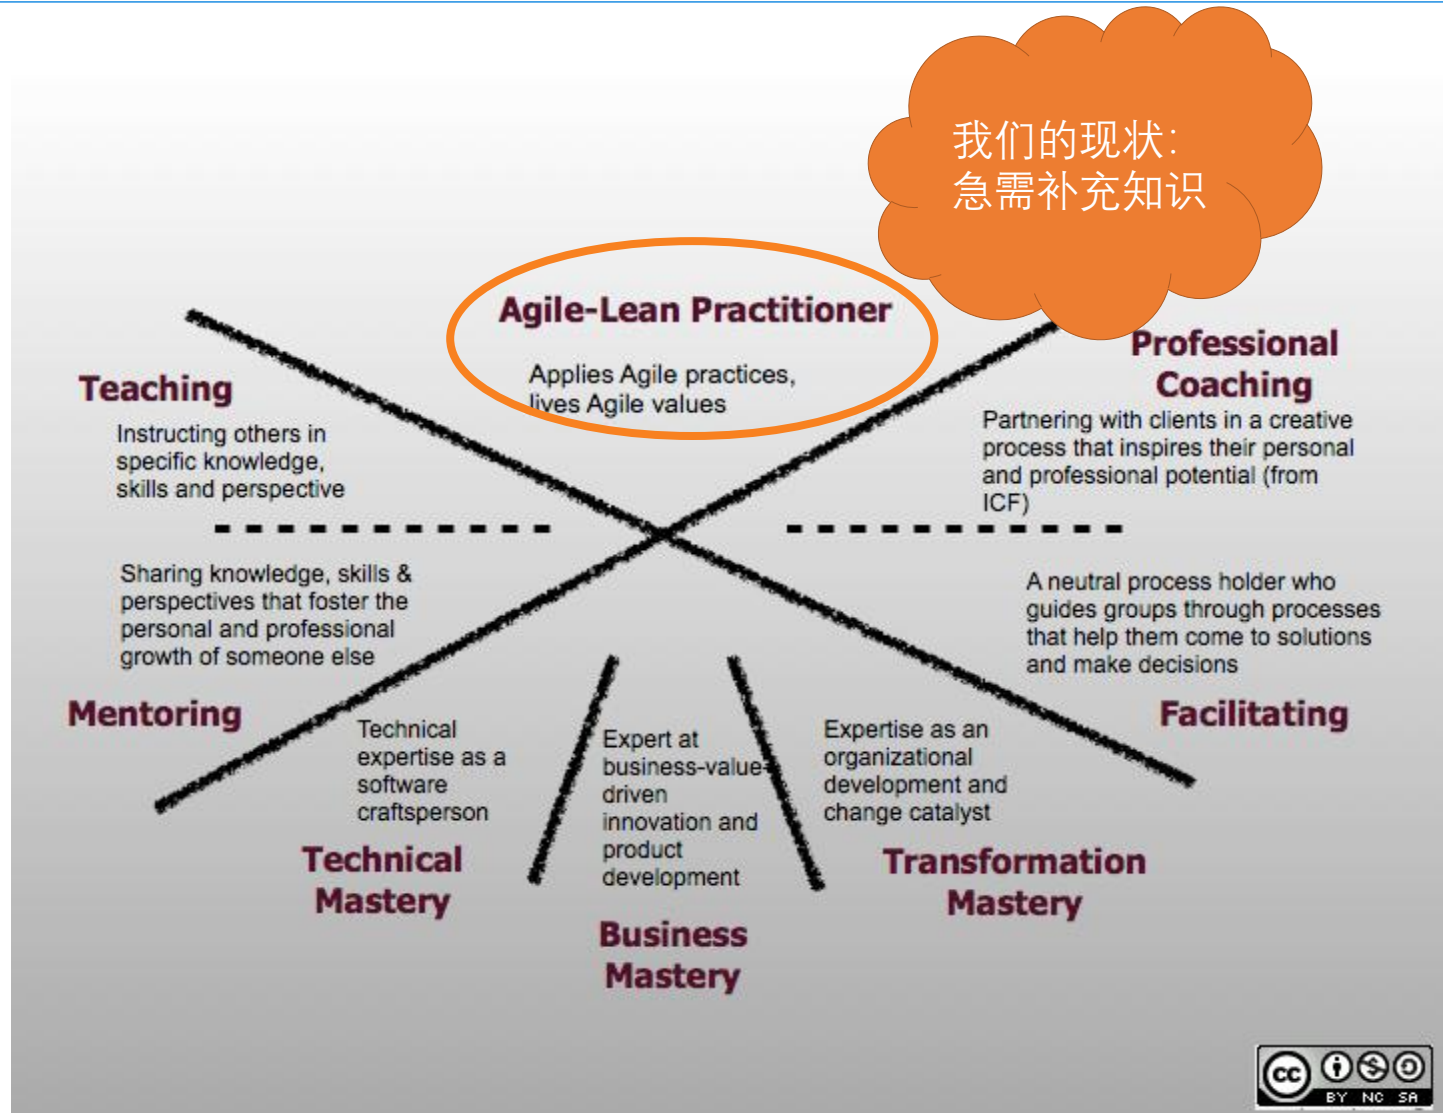 我们的现状：
急需补充知识
Agile-Lean Practitioner
Applies Agile practices,
lives Agile values
Teaching
Instructing others in
specific knowledge,
skills and perspective
Professional
Coaching
Partnering with clients in a creative
process that inspires their personal
and professional potential (from
ICF)
Sharing knowledge, skills &
perspectives that foster the
personal and professional
growth of someone else
Mentoring
A neutral process holder who
guides groups through processes
that help them come to solutions
and make decisions
Facilitating
Technical
expertise as a
software
craftsperson
Technical
Mastery
Expert at
business-value-
driven
innovation and
product
development
Business
Mastery
Expertise as an
organizational
development and
change catalyst
Transformation
Mastery
cc
BY NC SA